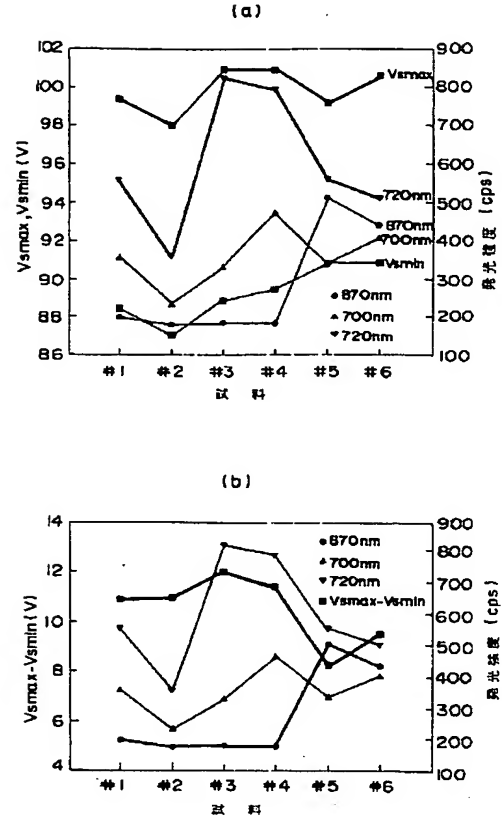 (a)
Vsmax, Vsmin (V)
102
100
96
94
92
90
88
86
900
800
700
600
500
400
300
200
100
発光強度 (cps)
Vsmax
720nm
870nm
700nm
Vsmin
870nm
700nm
720nm
#1 #2 #3 #4 #5 #6
試料
(b)
Vsmax-Vsmin (V)
14
12
10
8
6
4
900
800
700
600
500
400
300
200
100
発光強度 (cps)
870nm
700nm
720nm
Vsmax-Vsmin
#1 #2 #3 #4 #5 #6
試料